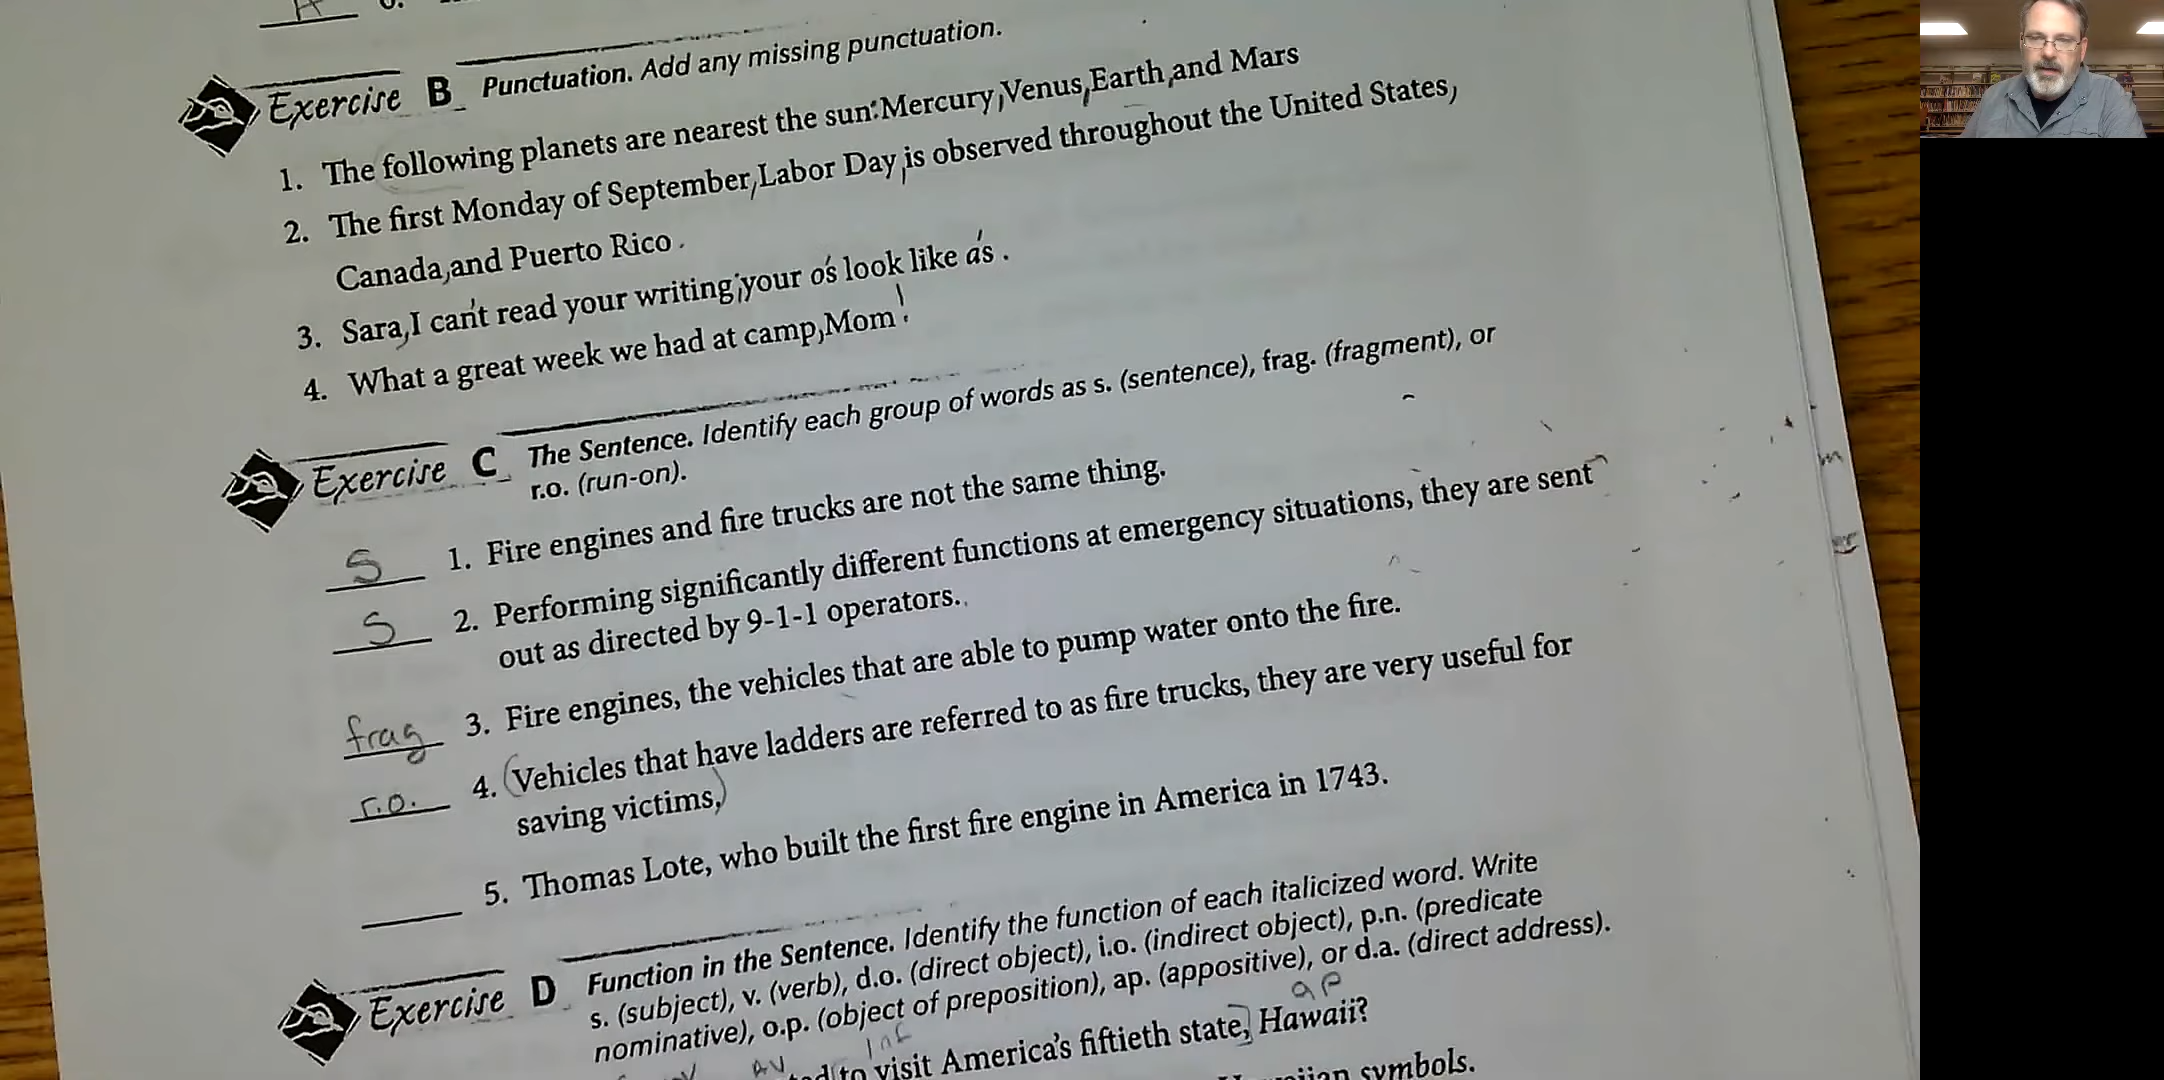 Exercise B Punctuation. Add any missing punctuation.
1. The following planets are nearest the sun: Mercury, Venus, Earth, and Mars
2. The first Monday of September, Labor Day, is observed throughout the United States,
Canada, and Puerto Rico.
3. Sara, I can't read your writing; your o's look like a's.
4. What a great week we had at camp, Mom!
Exercise C The Sentence. Identify each group of words as s. (sentence), frag. (fragment), or
r.o. (run-on).
S 1. Fire engines and fire trucks are not the same thing.
S 2. Performing significantly different functions at emergency situations, they are sent
out as directed by 9-1-1 operators.
frag 3. Fire engines, the vehicles that are able to pump water onto the fire.
r.o. 4. (Vehicles that have ladders are referred to as fire trucks, they are very useful for
saving victims,)
5. Thomas Lote, who built the first fire engine in America in 1743.
Exercise D Function in the Sentence. Identify the function of each italicized word. Write
s. (subject), v. (verb), d.o. (direct object), i.o. (indirect object), p.n. (predicate
nominative), o.p. (object of preposition), ap. (appositive), or d.a. (direct address).
ap
to visit America's fiftieth state, Hawaii?
symbols.